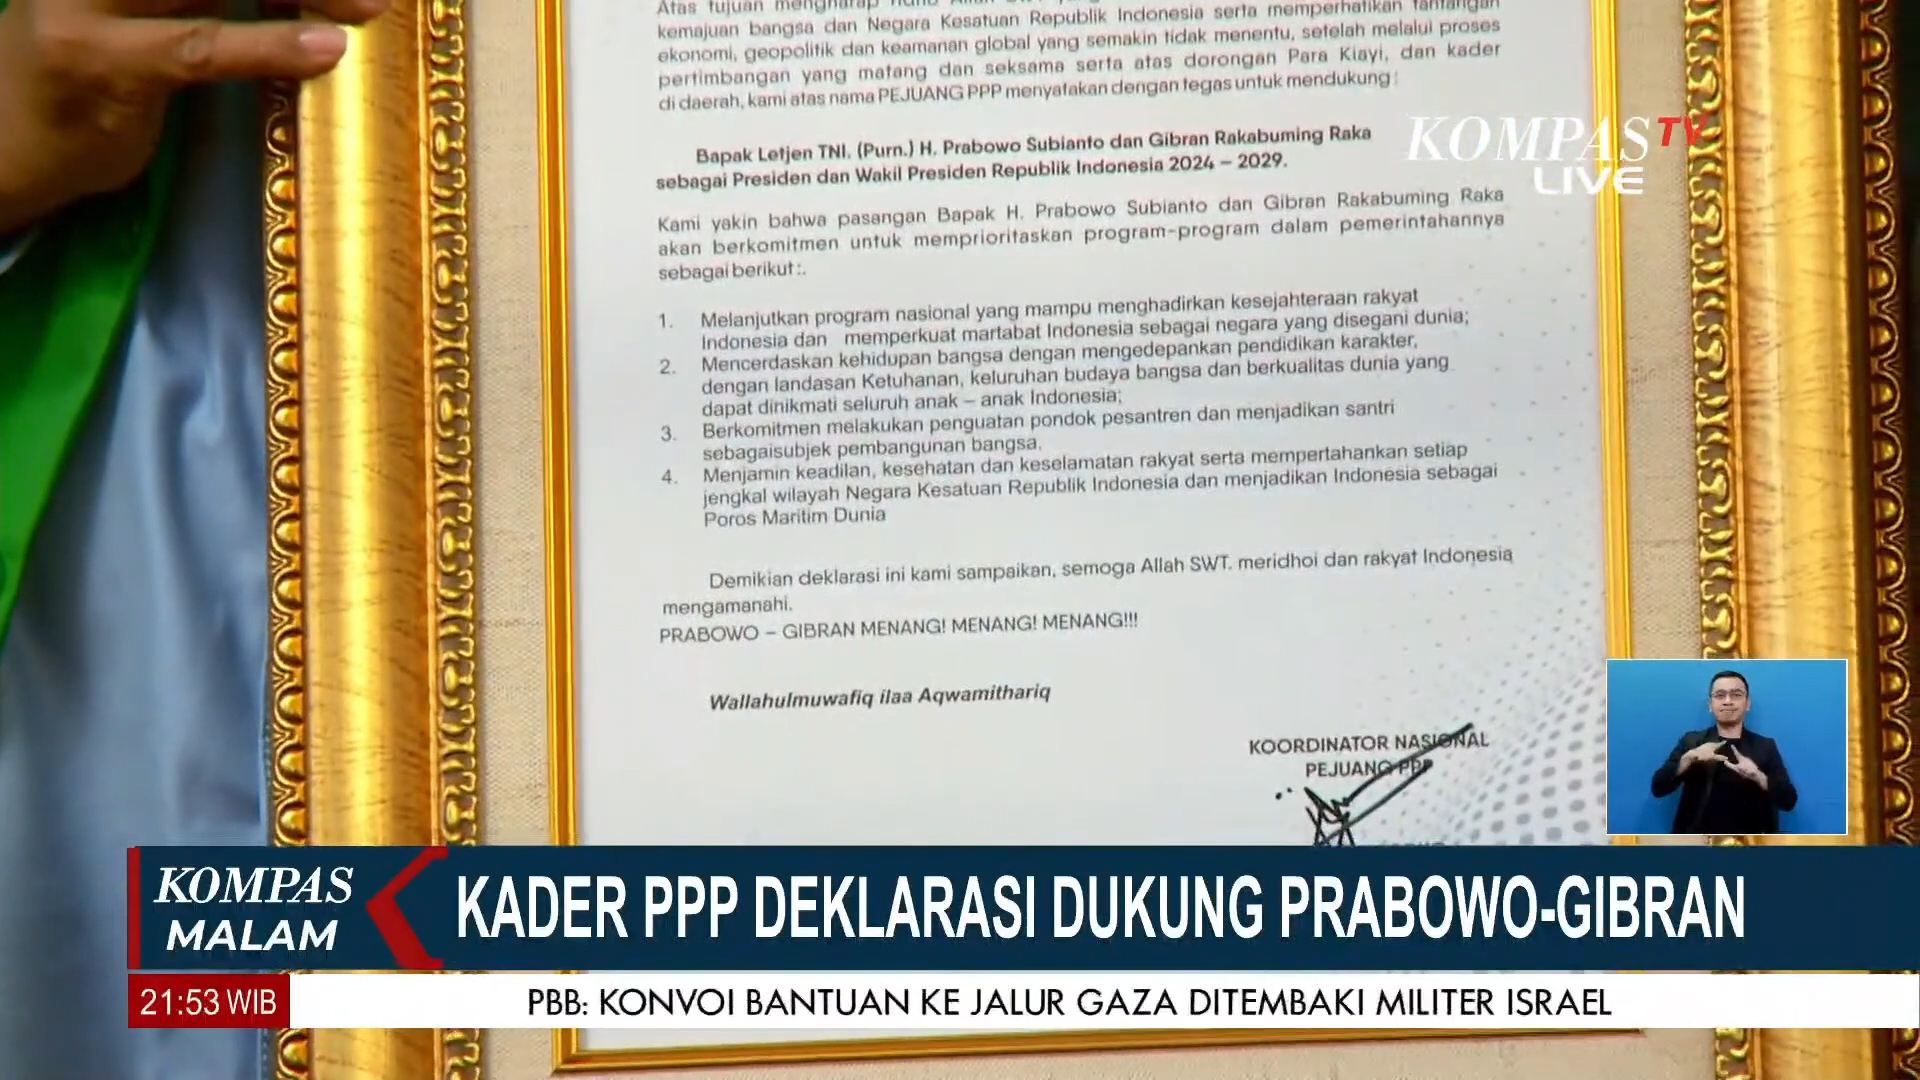 Atas tujuan mengharap
kemajuan bangsa dan Negara Kesatuan Republik Indonesia serta memperhatikan tantangan
ekonomi, geopolitik dan keamanan global yang semakin tidak menentu, setelah melalui proses
pertimbangan yang matang dan seksama serta atas dorongan Para Kiayi, dan kader
di daerah, kami atas nama PEJUANG PPP menyatakan dengan tegas untuk mendukung :
Bapak Letjen TNI. (Purn.) H. Prabowo Subianto dan Gibran Rakabuming Raka
sebagai Presiden dan Wakil Presiden Republik Indonesia 2024 – 2029.
Kami yakin bahwa pasangan Bapak H. Prabowo Subianto dan Gibran Rakabuming Raka
akan berkomitmen untuk memprioritaskan program-program dalam pemerintahannya
sebagai berikut :.
1. Melanjutkan program nasional yang mampu menghadirkan kesejahteraan rakyat
Indonesia dan memperkuat martabat Indonesia sebagai negara yang disegani dunia;
2. Mencerdaskan kehidupan bangsa dengan mengedepankan pendidikan karakter,
dengan landasan Ketuhanan, keluruhan budaya bangsa dan berkualitas dunia yang
dapat dinikmati seluruh anak – anak Indonesia;
3. Berkomitmen melakukan penguatan pondok pesantren dan menjadikan santri
sebagaisubjek pembangunan bangsa.
4. Menjamin keadilan, kesehatan dan keselamatan rakyat serta mempertahankan setiap
jengkal wilayah Negara Kesatuan Republik Indonesia dan menjadikan Indonesia sebagai
Poros Maritim Dunia
Demikian deklarasi ini kami sampaikan, semoga Allah SWT. meridhoi dan rakyat Indonesia
mengamanahi.
PRABOWO – GIBRAN MENANG! MENANG! MENANG!!!
Wallahulmuwafiq ilaa Aqwamithariq
KOORDINATOR NASIONAL
PEJUANG PPP
KOMPAS TV
LIVE
KOMPAS
MALAM
KADER PPP DEKLARASI DUKUNG PRABOWO-GIBRAN
21:53 WIB
PBB: KONVOI BANTUAN KE JALUR GAZA DITEMBAKI MILITER ISRAEL